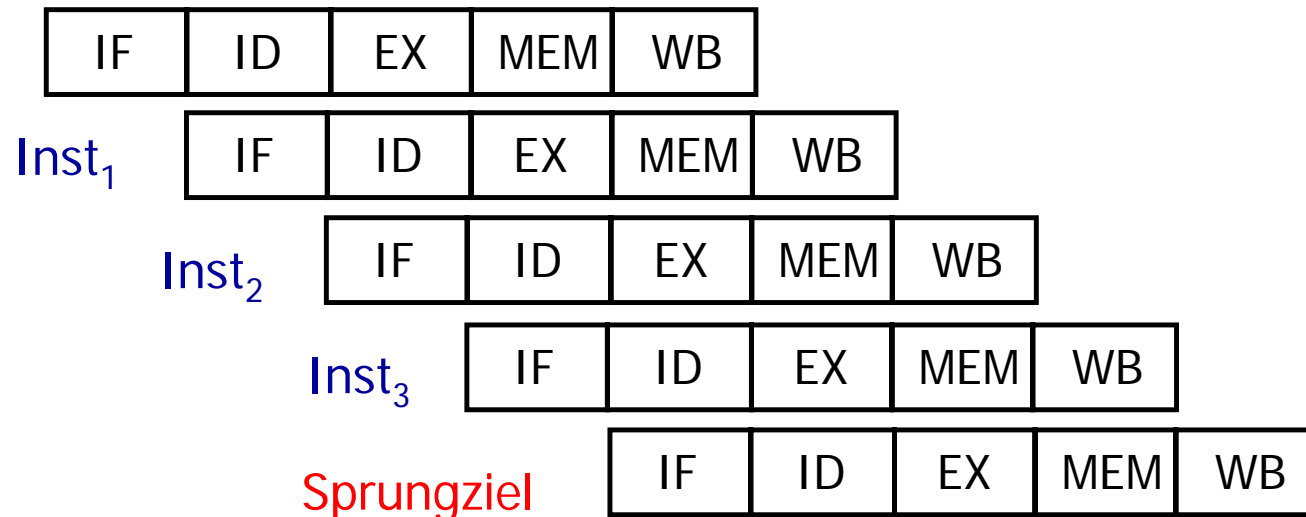 IF ID EX MEM WB
Inst₁ IF ID EX MEM WB
Inst₂ IF ID EX MEM WB
Inst₃ IF ID EX MEM WB
Sprungziel IF ID EX MEM WB